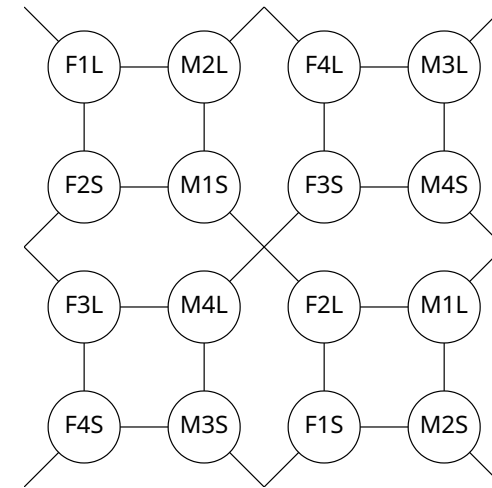 F1L M2L F4L M3L
F2S M1S F3S M4S
F3L M4L F2L M1L
F4S M3S F1S M2S